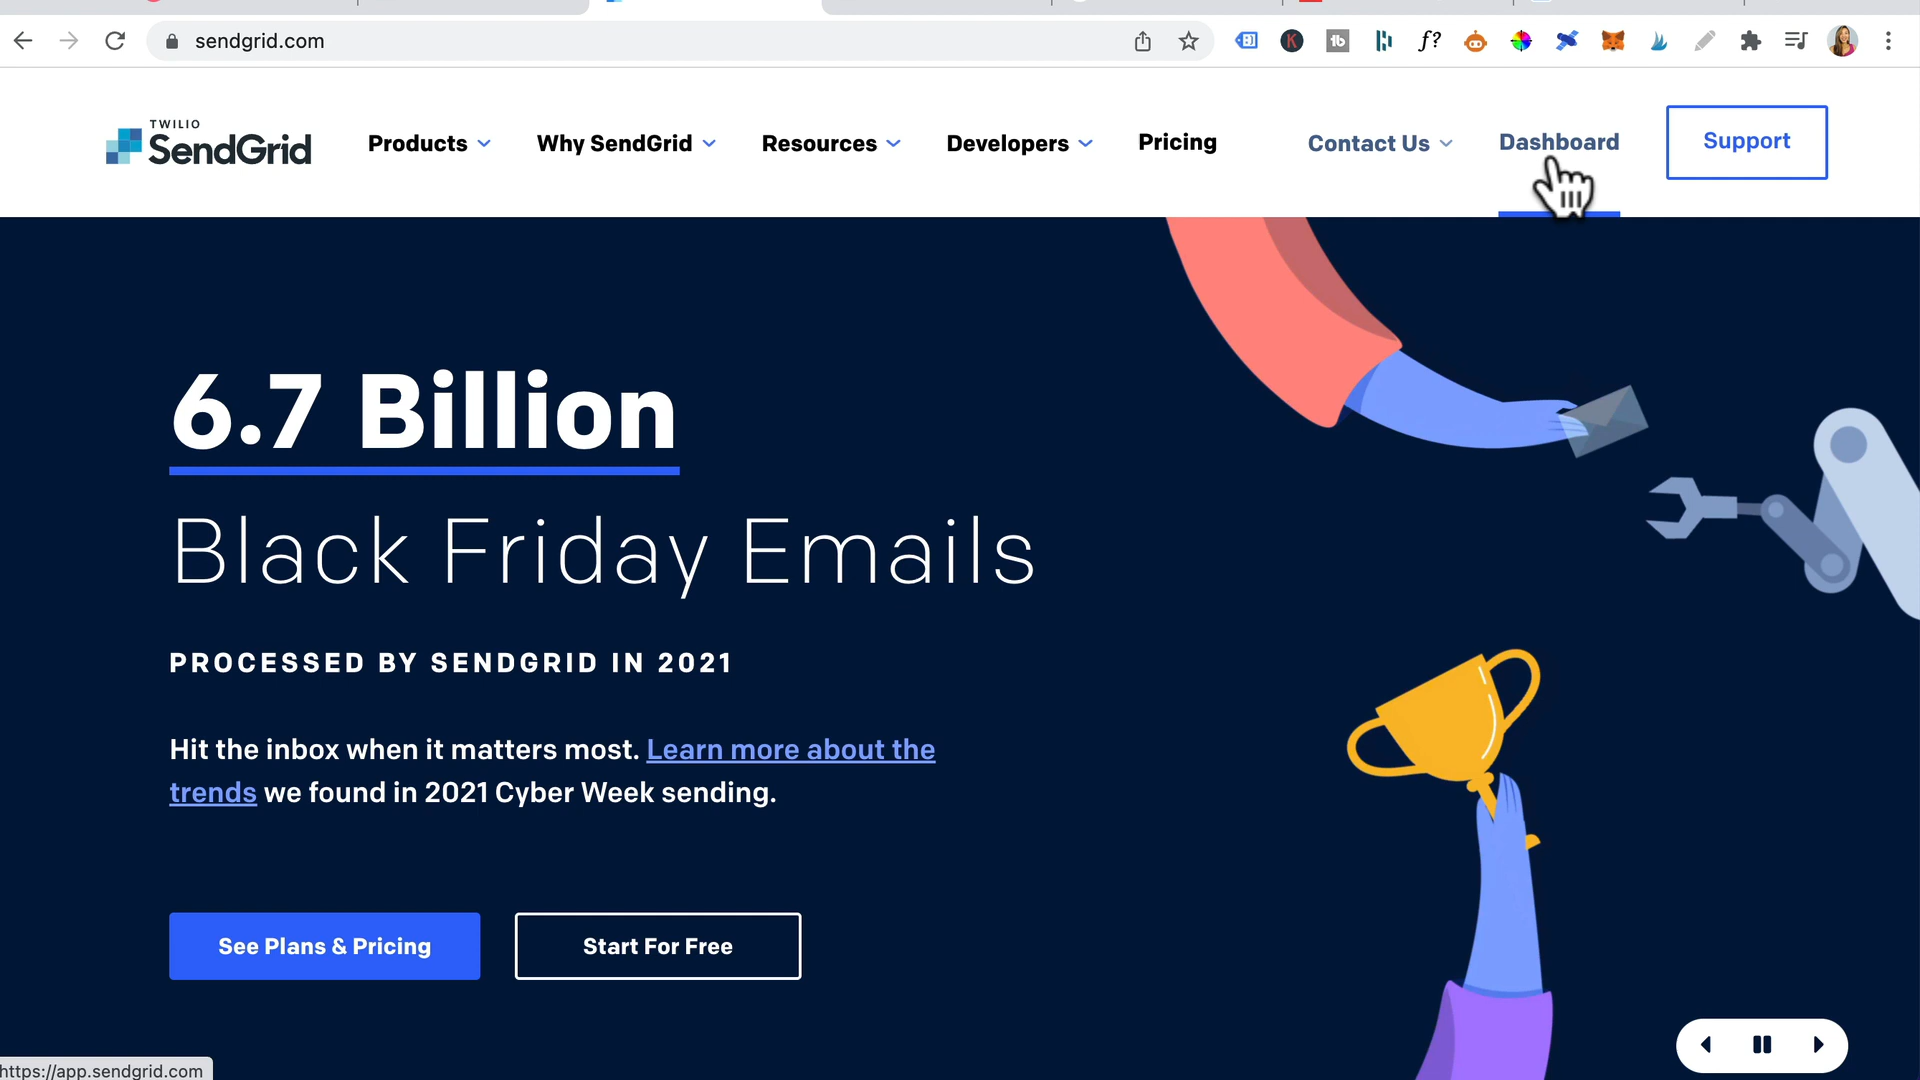 sendgrid.com
TWILIO
SendGrid
Products
Why SendGrid
Resources
Developers
Pricing
Contact Us
Dashboard
Support
6.7 Billion
Black Friday Emails
PROCESSED BY SENDGRID IN 2021
Hit the inbox when it matters most. Learn more about the
trends we found in 2021 Cyber Week sending.
See Plans & Pricing
Start For Free
https://app.sendgrid.com